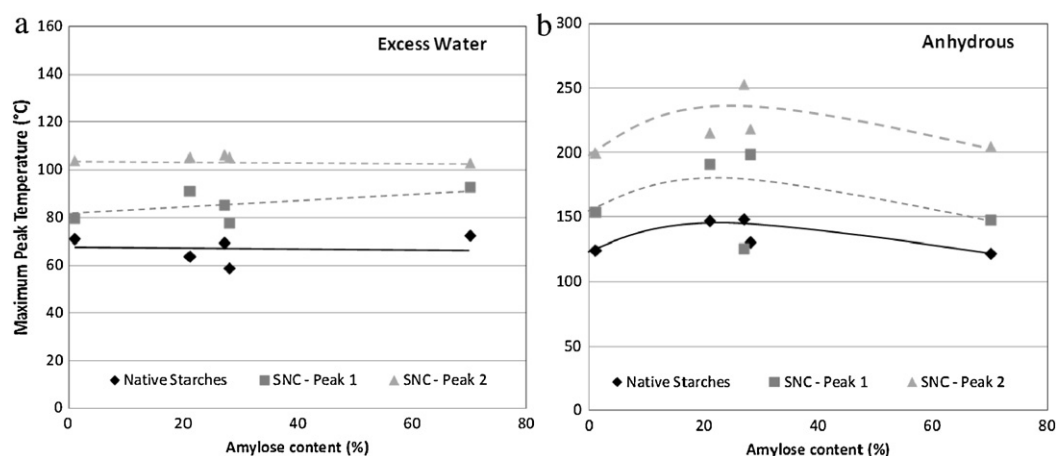 a
160
140
120
100
80
60
40
20
0
Maximum Peak Temperature (°C)
Excess Water
Native Starches SNC - Peak 1 SNC - Peak 2
0 20 40 60 80
Amylose content (%)
b
300
250
200
150
100
50
0
Anhydrous
Native Starches SNC - Peak 1 SNC - Peak 2
0 20 40 60 80
Amylose content (%)